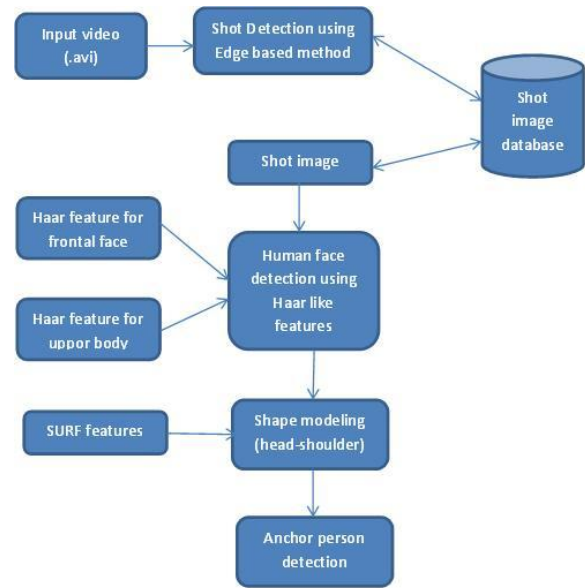 Input video
(.avi)
Shot Detection using
Edge based method
Shot
image
database
Shot image
Haar feature for
frontal face
Human face
detection using
Haar like
features
Haar feature for
uppor body
SURF features
Shape modeling
(head-shoulder)
Anchor person
detection